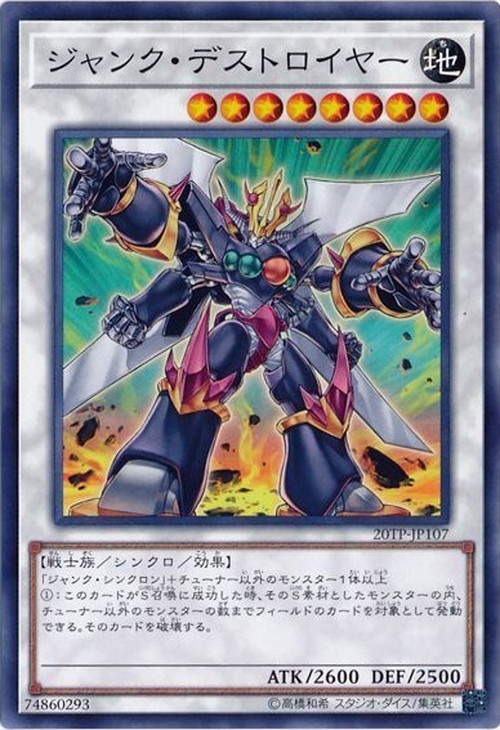 ジャンク・デストロイヤー
地
20TP-JP107
【戦士族/シンクロ/効果】
「ジャンク・シンクロン」+チューナー以外のモンスター1体以上
①:このカードがS召喚に成功した時、そのS素材としたモンスターの内、
チューナー以外のモンスターの数までフィールドのカードを対象として発動
できる。そのカードを破壊する。
ATK/2600 DEF/2500
74860293
©高橋和希 スタジオ・ダイス/集英社